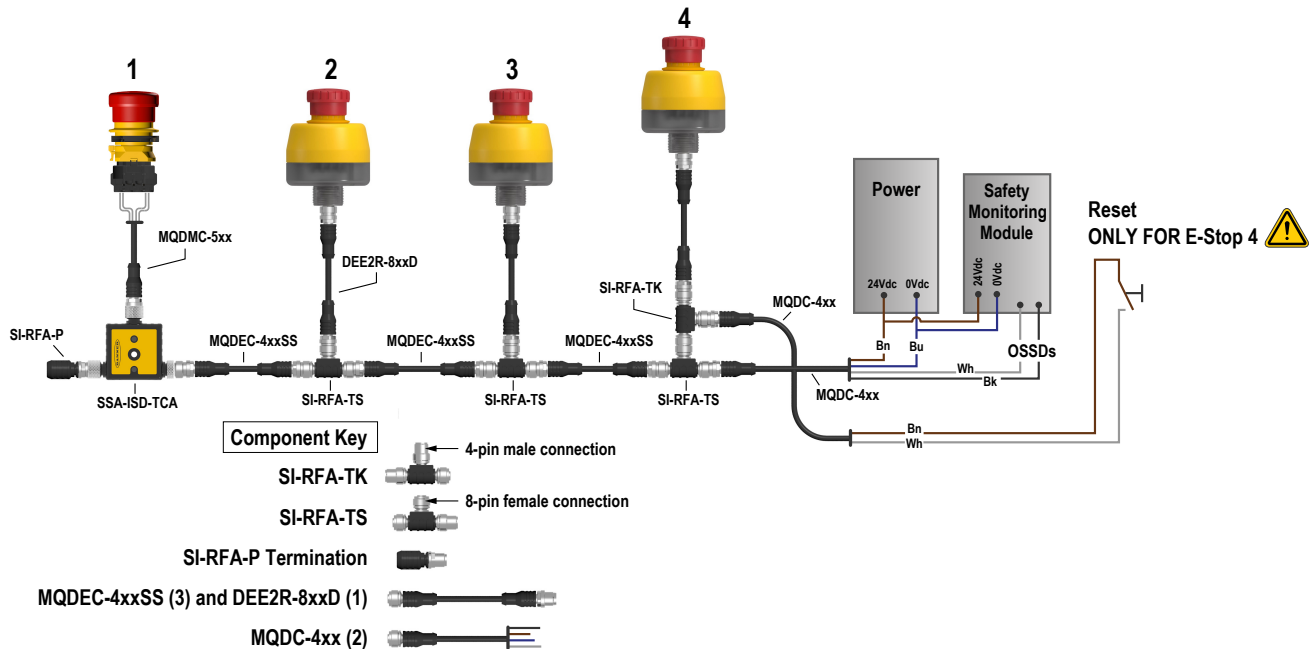 1
2
3
4
MQDMC-5xx
DEE2R-8xxD
SI-RFA-P
SSA-ISD-TCA
MQDEC-4xxSS
MQDEC-4xxSS
MQDEC-4xxSS
SI-RFA-TS
SI-RFA-TS
SI-RFA-TS
SI-RFA-TK
MQDC-4xx
MQDC-4xx
Power
24Vdc
0Vdc
Safety
Monitoring
Module
24Vdc
0Vdc
Bn
Bu
OSSDs
Wh
Bk
Reset
ONLY FOR E-Stop 4
Bn
Wh
Component Key
4-pin male connection
SI-RFA-TK
8-pin female connection
SI-RFA-TS
SI-RFA-P Termination
MQDEC-4xxSS (3) and DEE2R-8xxD (1)
MQDC-4xx (2)